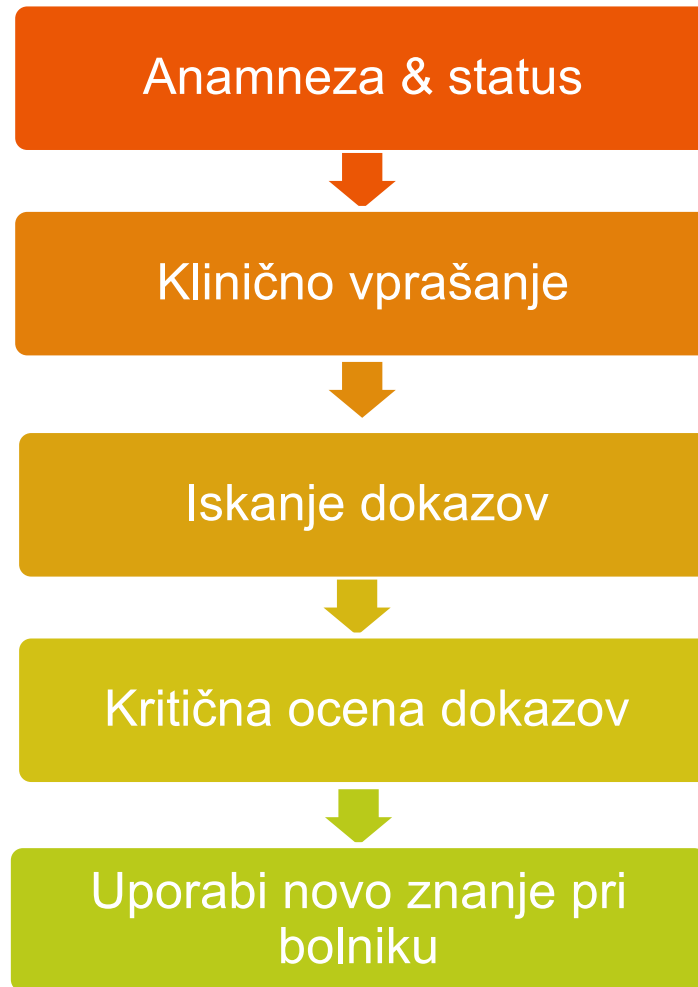 Anamneza & status
Klinično vprašanje
Iskanje dokazov
Kritična ocena dokazov
Uporabi novo znanje pri
bolniku